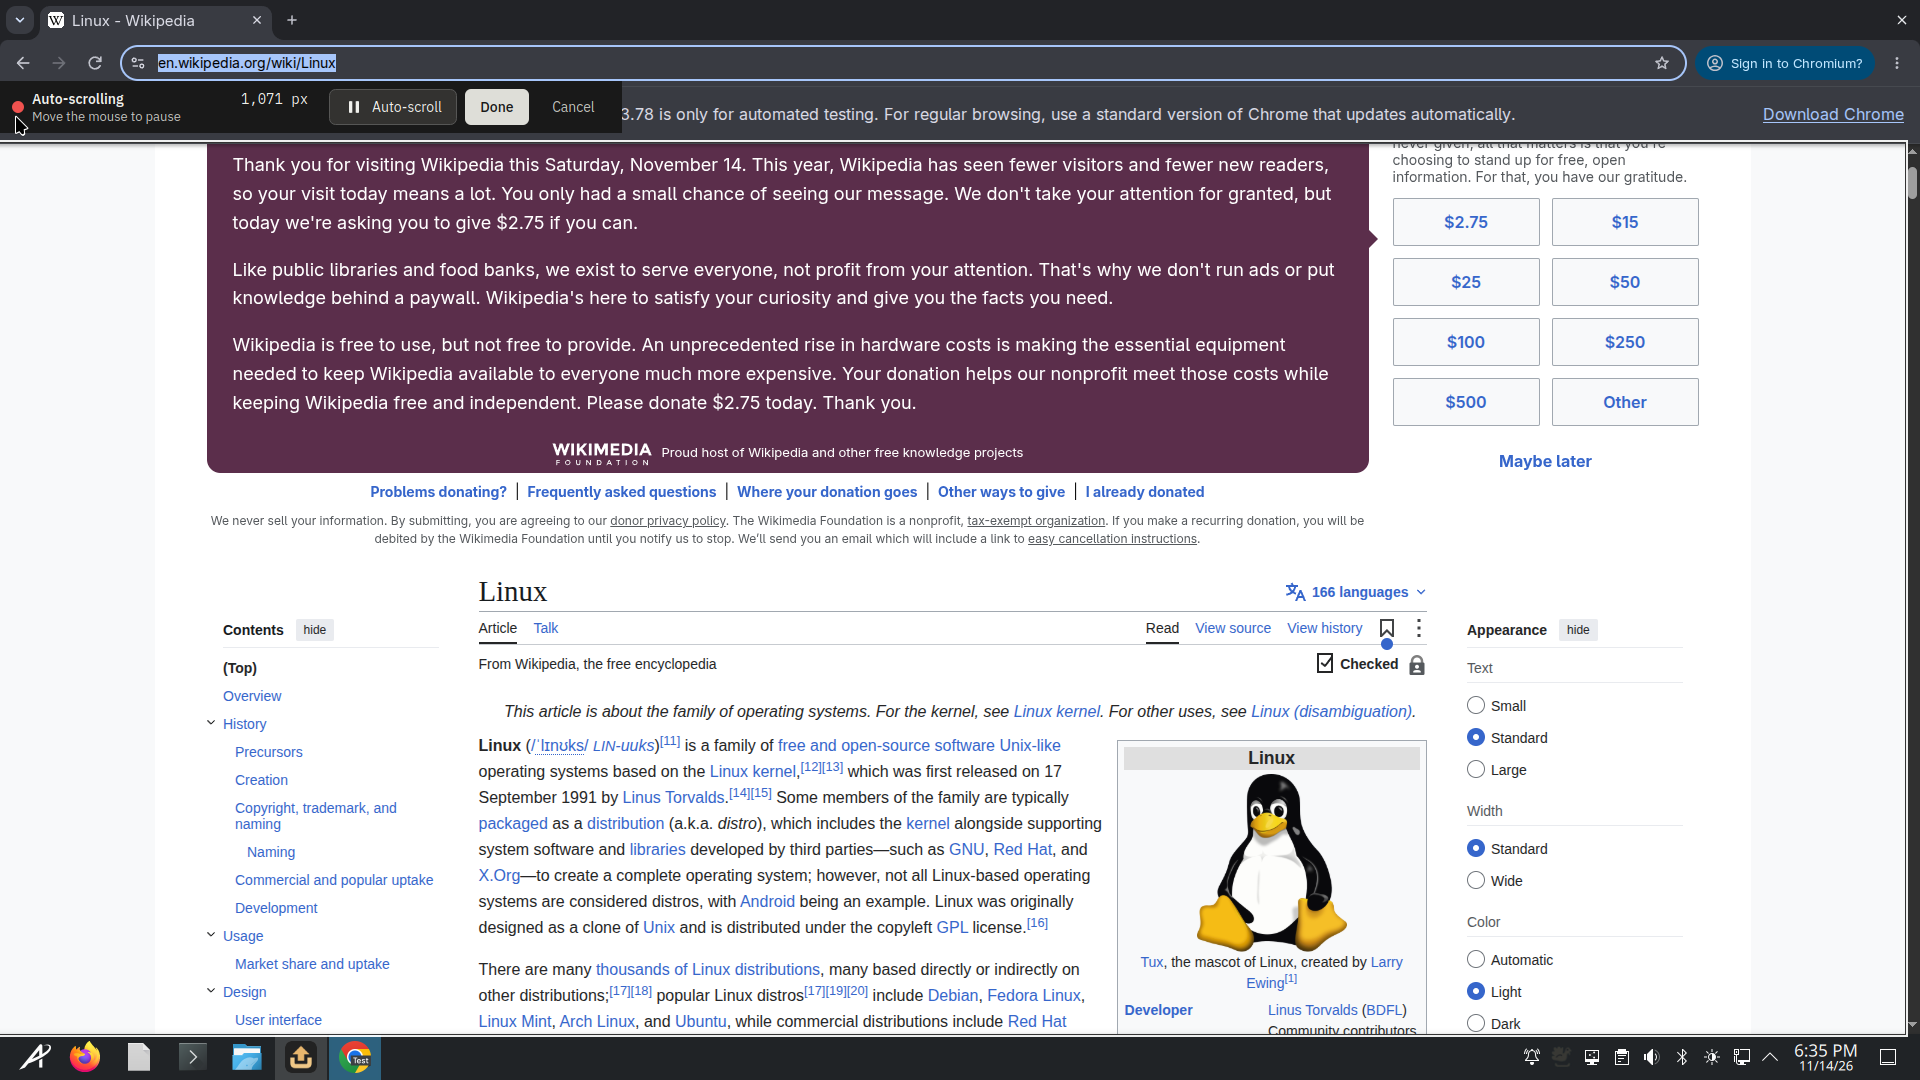 Linux - Wikipedia
en.wikipedia.org/wiki/Linux
Sign in to Chromium?
Auto-scrolling
Move the mouse to pause
1,071 px
Auto-scroll
Done
Cancel
3.78 is only for automated testing. For regular browsing, use a standard version of Chrome that updates automatically.
Download Chrome
Thank you for visiting Wikipedia this Saturday, November 14. This year, Wikipedia has seen fewer visitors and fewer new readers,
so your visit today means a lot. You only had a small chance of seeing our message. We don't take your attention for granted, but
today we're asking you to give $2.75 if you can.
Like public libraries and food banks, we exist to serve everyone, not profit from your attention. That's why we don't run ads or put
knowledge behind a paywall. Wikipedia's here to satisfy your curiosity and give you the facts you need.
Wikipedia is free to use, but not free to provide. An unprecedented rise in hardware costs is making the essential equipment
needed to keep Wikipedia available to everyone much more expensive. Your donation helps our nonprofit meet those costs while
keeping Wikipedia free and independent. Please donate $2.75 today. Thank you.
WIKIMEDIA
FOUNDATION
Proud host of Wikipedia and other free knowledge projects
never given, all that matters is that you're
choosing to stand up for free, open
information. For that, you have our gratitude.
$2.75
$15
$25
$50
$100
$250
$500
Other
Maybe later
Problems donating? | Frequently asked questions | Where your donation goes | Other ways to give | I already donated
We never sell your information. By submitting, you are agreeing to our donor privacy policy. The Wikimedia Foundation is a nonprofit, tax-exempt organization. If you make a recurring donation, you will be
debited by the Wikimedia Foundation until you notify us to stop. We'll send you an email which will include a link to easy cancellation instructions.
Contents
hide
(Top)
Overview
History
Precursors
Creation
Copyright, trademark, and
naming
Naming
Commercial and popular uptake
Development
Usage
Market share and uptake
Design
User interface
Linux
166 languages
Article
Talk
Read
View source
View history
From Wikipedia, the free encyclopedia
Checked
This article is about the family of operating systems. For the kernel, see Linux kernel. For other uses, see Linux (disambiguation).
Linux (/ˈlɪnʊks/ LIN-uuks)[11] is a family of free and open-source software Unix-like
operating systems based on the Linux kernel,[12][13] which was first released on 17
September 1991 by Linus Torvalds.[14][15] Some members of the family are typically
packaged as a distribution (a.k.a. distro), which includes the kernel alongside supporting
system software and libraries developed by third parties—such as GNU, Red Hat, and
X.Org—to create a complete operating system; however, not all Linux-based operating
systems are considered distros, with Android being an example. Linux was originally
designed as a clone of Unix and is distributed under the copyleft GPL license.[16]
There are many thousands of Linux distributions, many based directly or indirectly on
other distributions;[17][18] popular Linux distros[17][19][20] include Debian, Fedora Linux,
Linux Mint, Arch Linux, and Ubuntu, while commercial distributions include Red Hat
Linux
Tux, the mascot of Linux, created by Larry
Ewing[1]
Developer
Linus Torvalds (BDFL)
Community contributors
Appearance
hide
Text
Small
Standard
Large
Width
Standard
Wide
Color
Automatic
Light
Dark
Test
6:35 PM
11/14/26